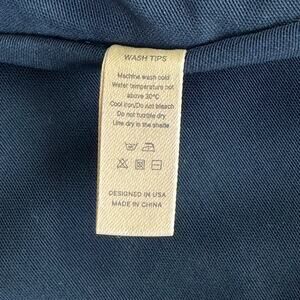 WASH TIPS
Machine wash cold
Water temperature not
above 30°C
Cool iron/Do not bleach
Do not tumble dry
Line dry in the shade
DESIGNED IN USA
MADE IN CHINA